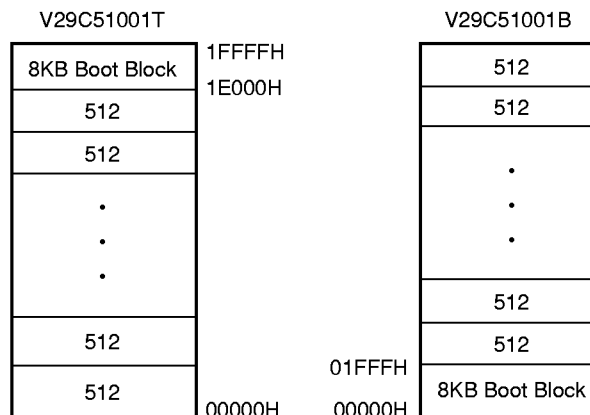 V29C51001T
8KB Boot Block
1FFFFH
1E000H
512
512
512
512
00000H
V29C51001B
512
512
512
512
01FFFH
8KB Boot Block
00000H